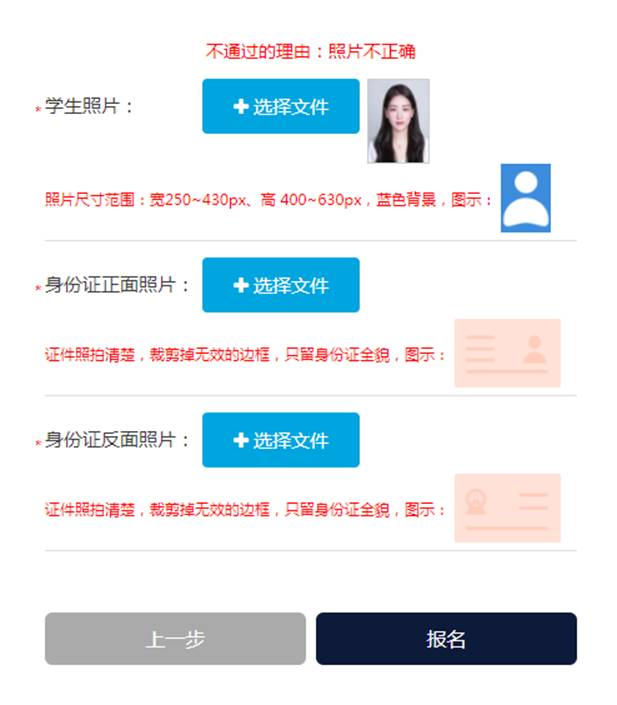 不通过的理由：照片不正确
*学生照片：
+ 选择文件
照片尺寸范围：宽250~430px、高 400~630px，蓝色背景，图示：
*身份证正面照片：
+ 选择文件
证件照拍清楚，裁剪掉无效的边框，只留身份证全貌，图示：
*身份证反面照片：
+ 选择文件
证件照拍清楚，裁剪掉无效的边框，只留身份证全貌，图示：
上一步
报名